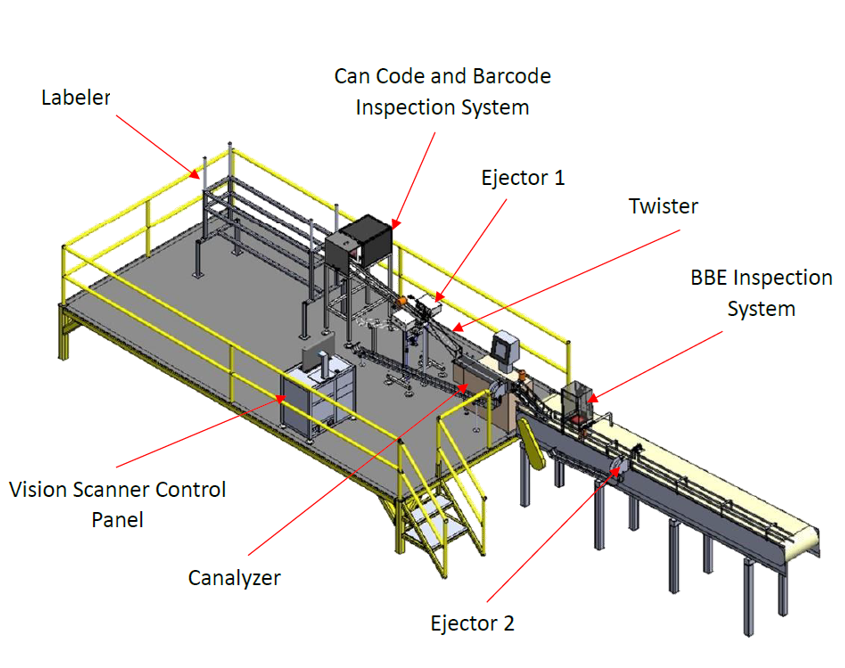 Can Code and Barcode
Inspection System
Labeler
Ejector 1
Twister
BBE Inspection
System
Vision Scanner Control
Panel
Canalyzer
Ejector 2